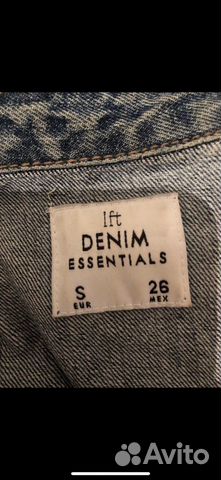 lft
DENIM
ESSENTIALS
S 26
EUR MEX
Avito